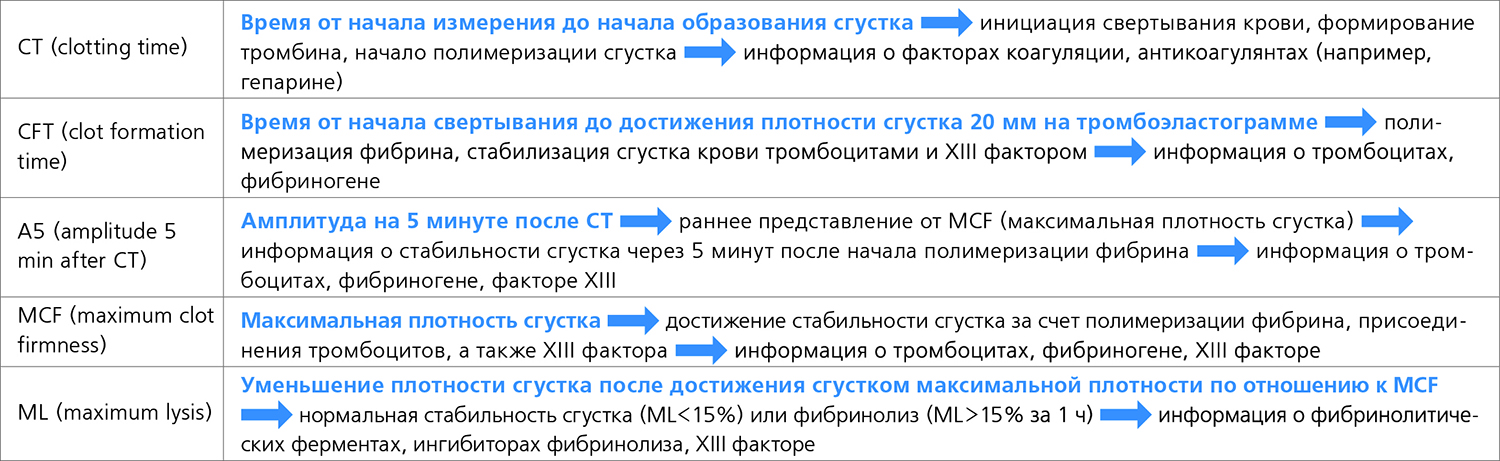 CT (clotting time)
Время от начала измерения до начала образования сгустка инициация свертывания крови, формирование
тромбина, начало полимеризации сгустка информация о факторах коагуляции, антикоагулянтах (например,
гепарине)
CFT (clot formation
time)
Время от начала свертывания до достижения плотности сгустка 20 мм на тромбоэластограмме поли-
меризация фибрина, стабилизация сгустка крови тромбоцитами и XIII фактором информация о тромбоцитах,
фибриногене
A5 (amplitude 5
min after CT)
Амплитуда на 5 минуте после СТ раннее представление от MCF (максимальная плотность сгустка)
информация о стабильности сгустка через 5 минут после начала полимеризации фибрина информация о тром-
боцитах, фибриногене, факторе XIII
MCF (maximum clot
firmness)
Максимальная плотность сгустка достижение стабильности сгустка за счет полимеризации фибрина, присоеди-
нения тромбоцитов, а также XIII фактора информация о тромбоцитах, фибриногене, XIII факторе
ML (maximum lysis)
Уменьшение плотности сгустка после достижения сгустком максимальной плотности по отношению к MCF
нормальная стабильность сгустка (ML<15%) или фибринолиз (ML>15% за 1 ч) информация о фибринолитиче-
ских ферментах, ингибиторах фибринолиза, XIII факторе